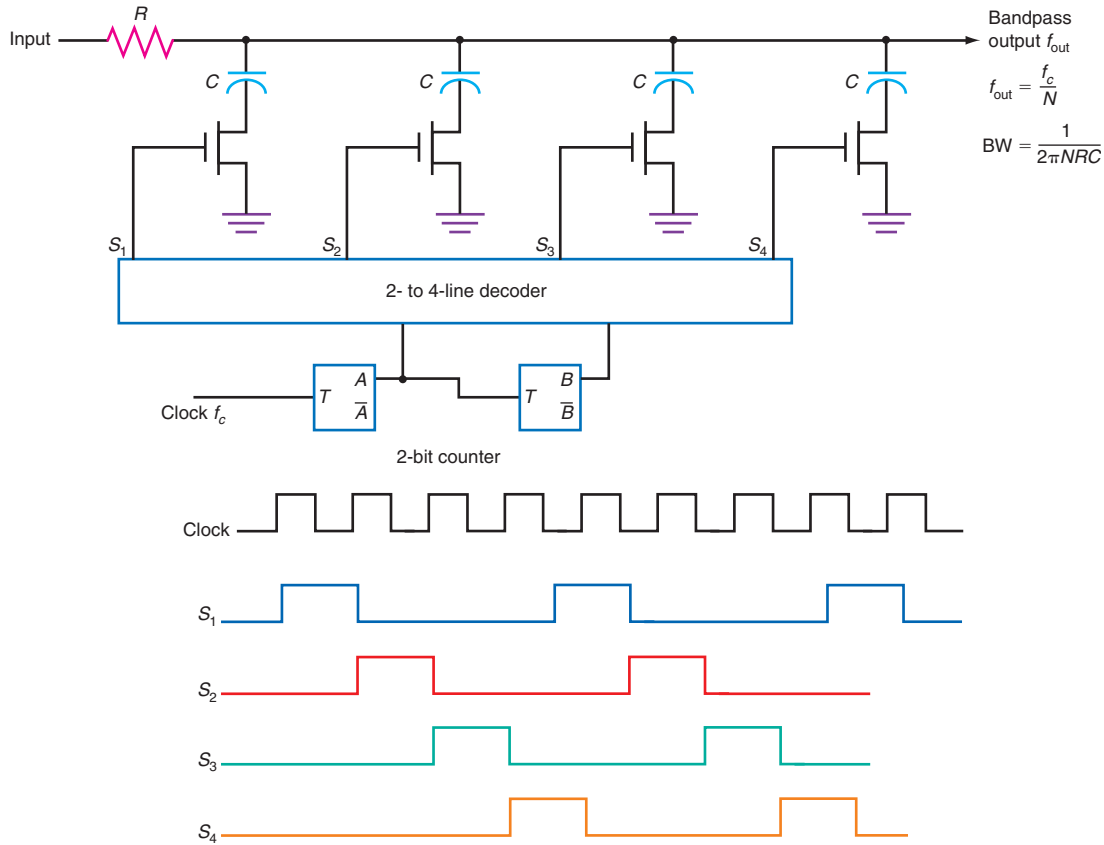 R
Input
Bandpass
output f_out
f_out = f_c / N
BW = 1 / 2πNRC
C C C C
S₁ S₂ S₃ S₄
2- to 4-line decoder
T A A̅
T B B̅
Clock f_c
2-bit counter
Clock
S₁
S₂
S₃
S₄